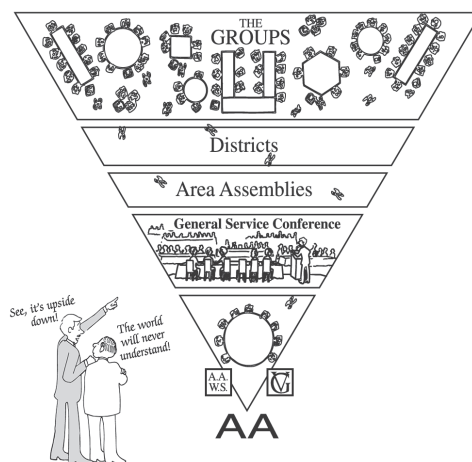 THE
GROUPS
Districts
Area Assemblies
General Service Conference
See, it's upside
down!
The world
will never
understand!
A.A.
W.S.
GV
AA